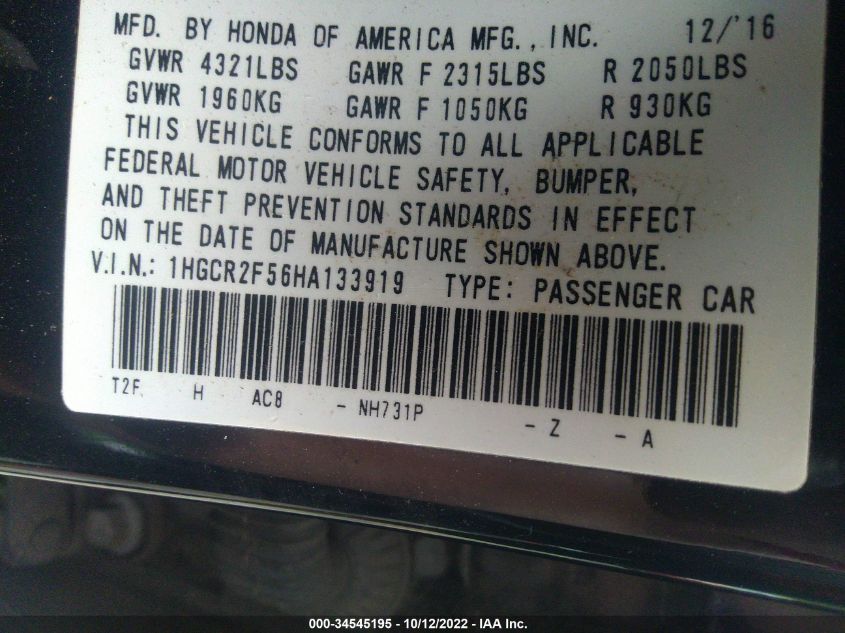 MFD. BY HONDA OF AMERICA MFG., INC. 12/'16
GVWR 4321LBS GAWR F 2315LBS R 2050LBS
GVWR 1960KG GAWR F 1050KG R 930KG
THIS VEHICLE CONFORMS TO ALL APPLICABLE
FEDERAL MOTOR VEHICLE SAFETY, BUMPER,
AND THEFT PREVENTION STANDARDS IN EFFECT
ON THE DATE OF MANUFACTURE SHOWN ABOVE.
V.I.N.: 1HGCR2F56HA133919 TYPE: PASSENGER CAR
T2F H AC8 - NH731P - Z - A
000-34545195 - 10/12/2022 - IAA Inc.